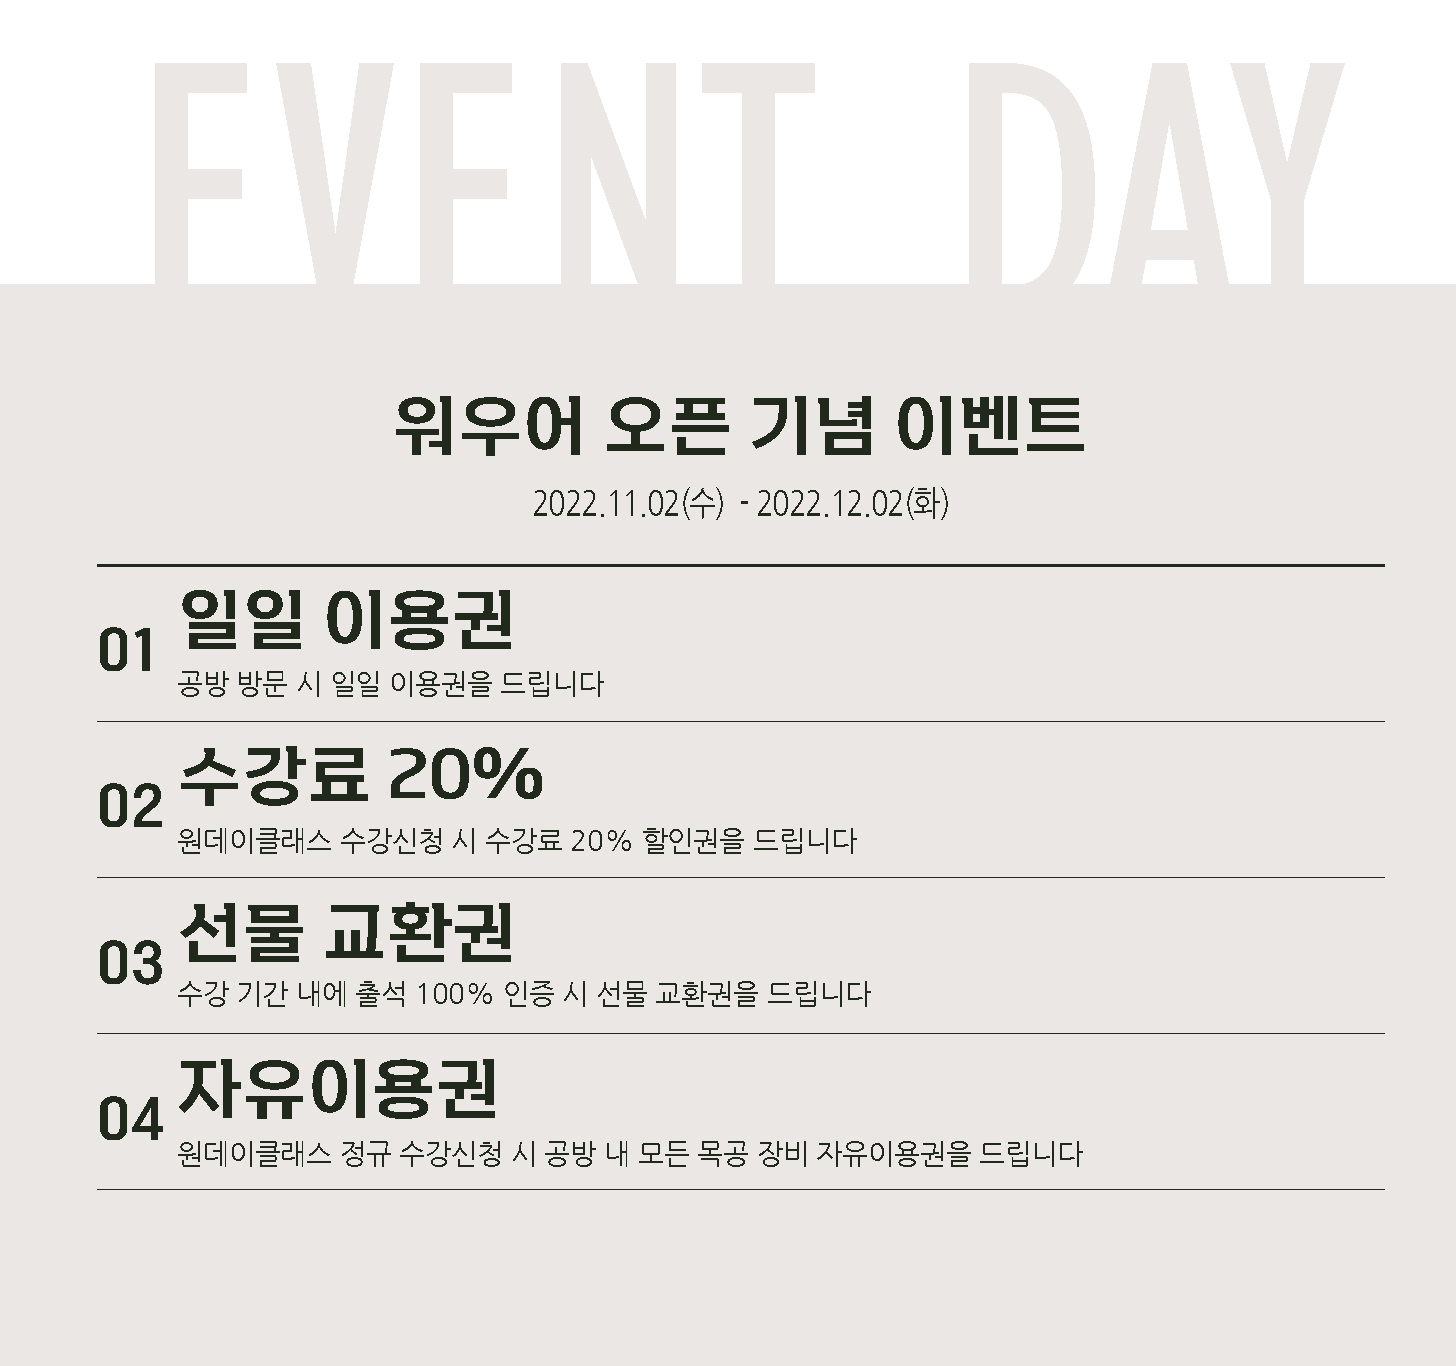 EVENT DAY
워우어 오픈 기념 이벤트
2022.11.02(수) - 2022.12.02(화)
01 일일 이용권
공방 방문 시 일일 이용권을 드립니다
02 수강료 20%
원데이클래스 수강신청 시 수강료 20% 할인권을 드립니다
03 선물 교환권
수강 기간 내에 출석 100% 인증 시 선물 교환권을 드립니다
04 자유이용권
원데이클래스 정규 수강신청 시 공방 내 모든 목공 장비 자유이용권을 드립니다